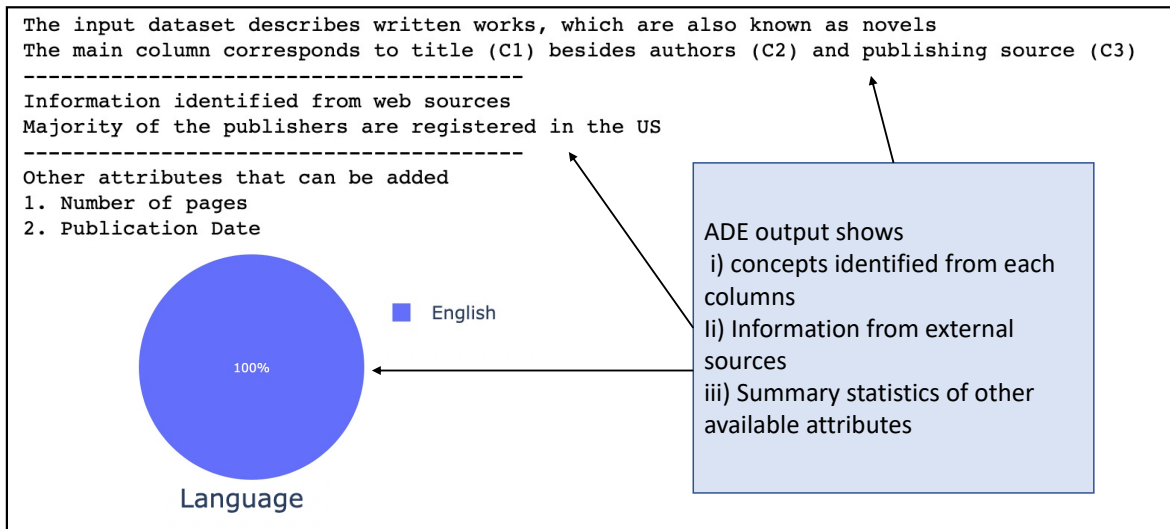 The input dataset describes written works, which are also known as novels
The main column corresponds to title (C1) besides authors (C2) and publishing source (C3)
----------------------------------------
Information identified from web sources
Majority of the publishers are registered in the US
----------------------------------------
Other attributes that can be added
1. Number of pages
2. Publication Date
English
100%
Language
ADE output shows
i) concepts identified from each
columns
Ii) Information from external
sources
iii) Summary statistics of other
available attributes